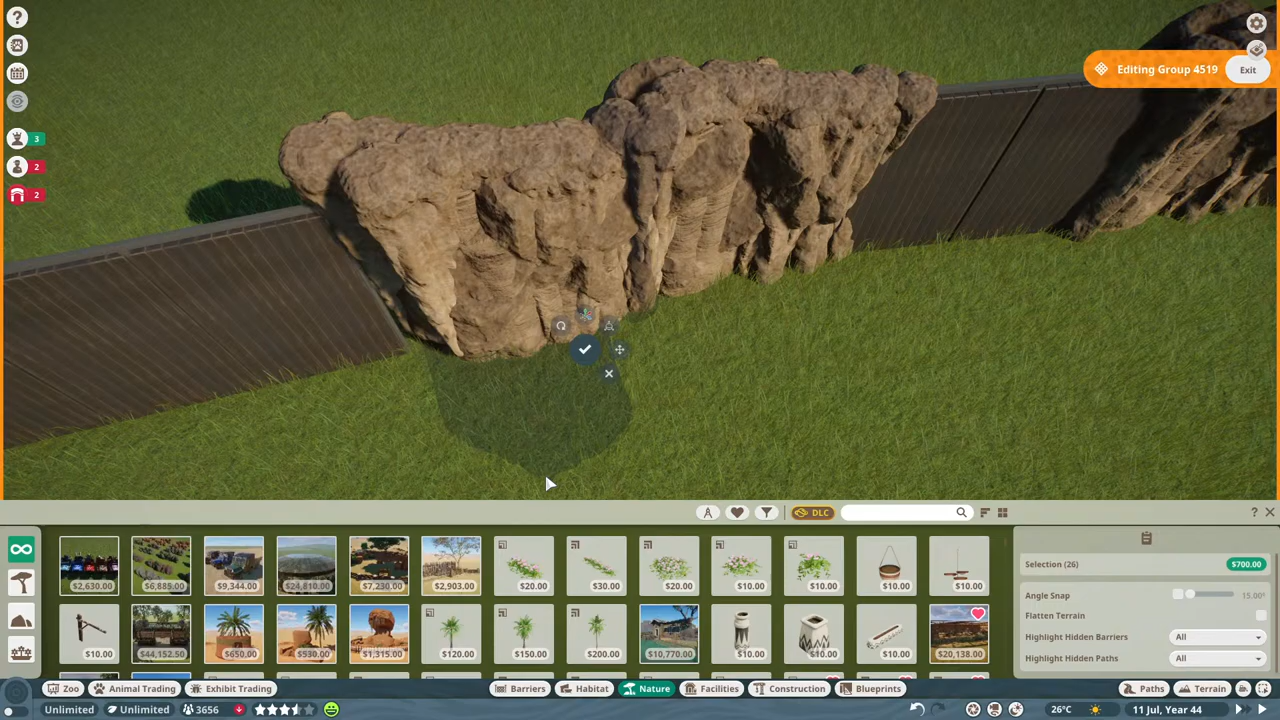 ?
Editing Group 4519
Exit
3
2
2
DLC
?
$2,630.00
$6,885.00
$9,344.00
$24,810.00
$7,230.00
$2,903.00
$20.00
$30.00
$20.00
$10.00
$10.00
$10.00
$10.00
Selection (26)
$700.00
Angle Snap
15.00°
Flatten Terrain
Highlight Hidden Barriers
All
Highlight Hidden Paths
All
$10.00
$44,152.50
$650.00
$530.00
$1,315.00
$120.00
$150.00
$200.00
$10,770.00
$10.00
$10.00
$10.00
$20,138.00
Zoo
Animal Trading
Exhibit Trading
Barriers
Habitat
Nature
Facilities
Construction
Blueprints
Paths
Terrain
Unlimited
Unlimited
3656
26°C
11 Jul, Year 44